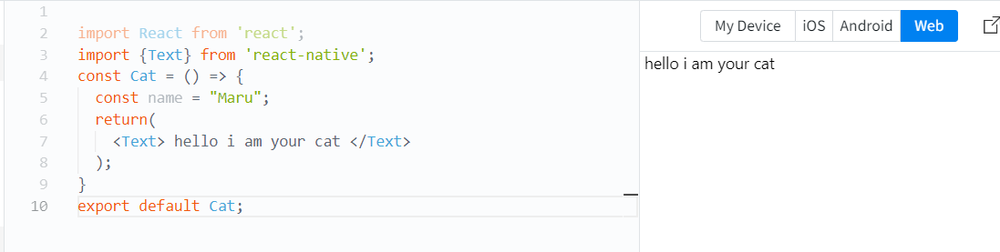 1
2 import React from 'react';
3 import {Text} from 'react-native';
4 const Cat = () => {
5 const name = "Maru";
6 return(
7 <Text> hello i am your cat </Text>
8 );
9 }
10 export default Cat;
My Device iOS Android Web
hello i am your cat